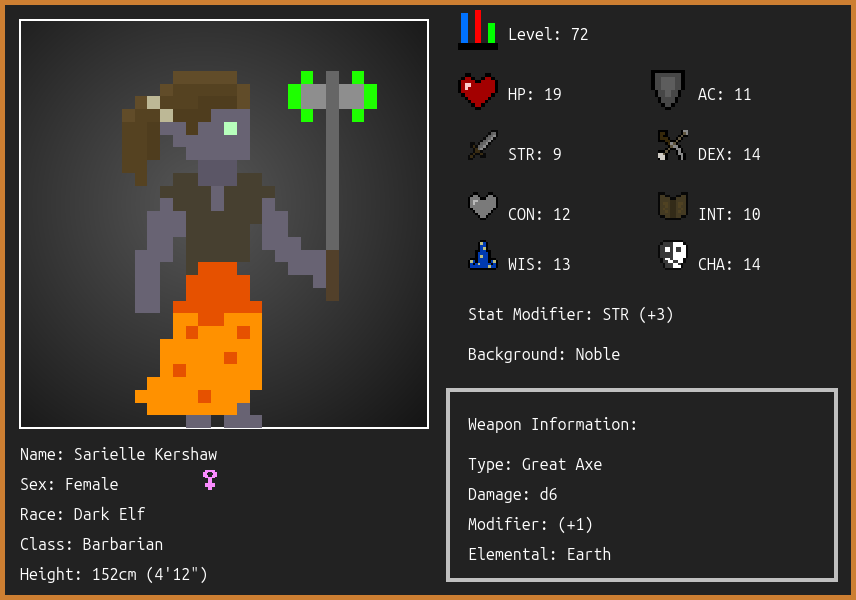 Level: 72
HP: 19
AC: 11
STR: 9
DEX: 14
CON: 12
INT: 10
WIS: 13
CHA: 14
Stat Modifier: STR (+3)
Background: Noble
Weapon Information:
Type: Great Axe
Damage: d6
Modifier: (+1)
Elemental: Earth
Name: Sarielle Kershaw
Sex: Female
Race: Dark Elf
Class: Barbarian
Height: 152cm (4'12")